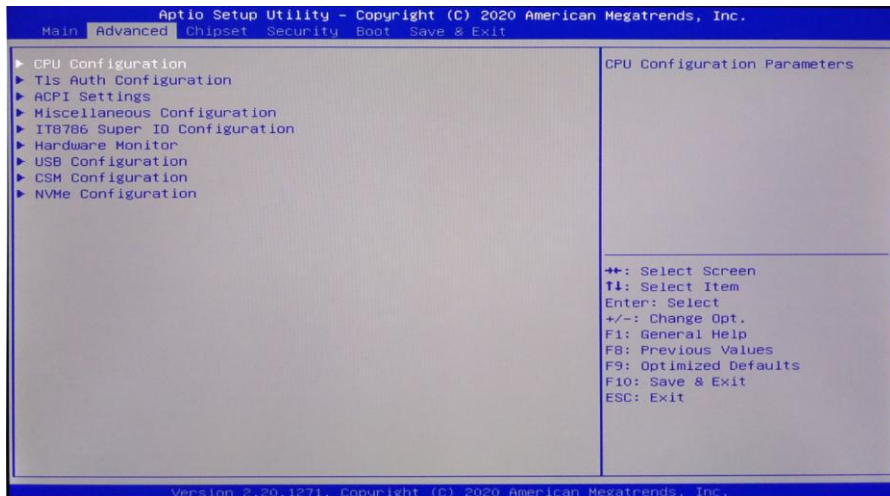 Aptio Setup Utility - Copyright (C) 2020 American Megatrends, Inc.
Main Advanced Chipset Security Boot Save & Exit
▶ CPU Configuration
▶ Tls Auth Configuration
▶ ACPI Settings
▶ Miscellaneous Configuration
▶ IT8786 Super IO Configuration
▶ Hardware Monitor
▶ USB Configuration
▶ CSM Configuration
▶ NVMe Configuration
CPU Configuration Parameters
→←: Select Screen
↑↓: Select Item
Enter: Select
+/-: Change Opt.
F1: General Help
F8: Previous Values
F9: Optimized Defaults
F10: Save & Exit
ESC: Exit
Version 2.20.1271. Copyright (C) 2020 American Megatrends, Inc.